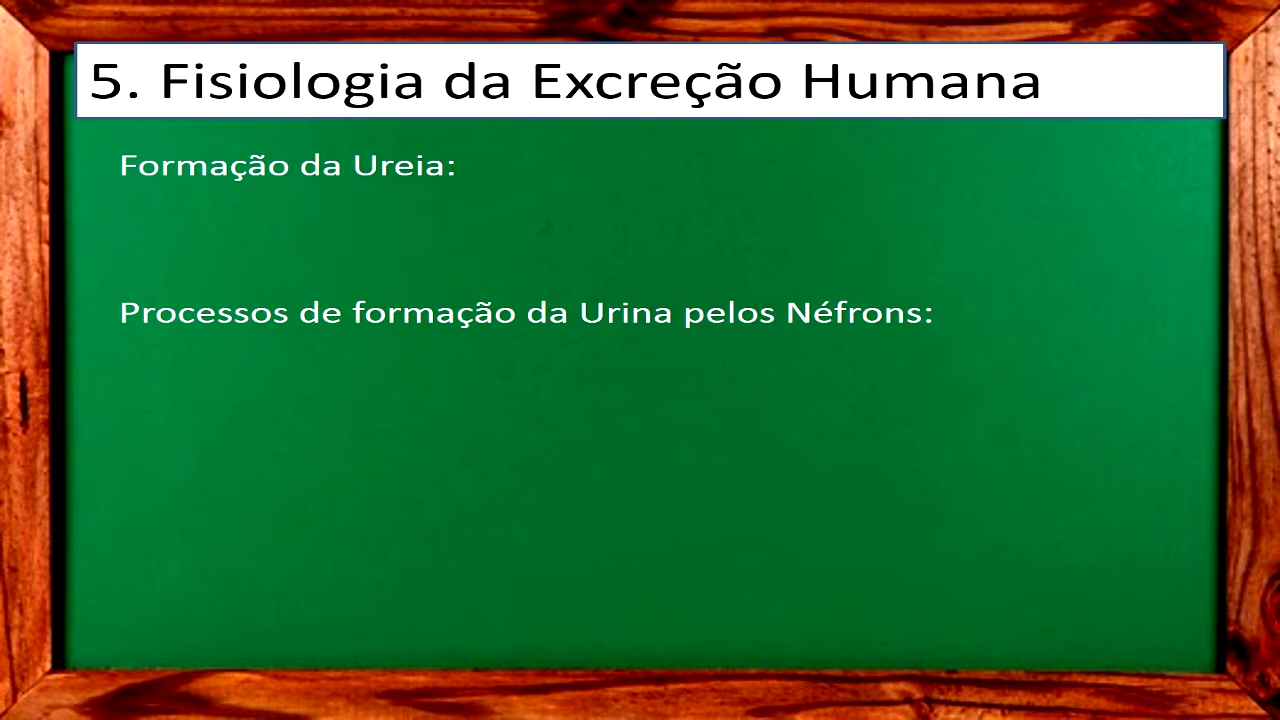 5. Fisiologia da Excreção Humana
Formação da Ureia:
Processos de formação da Urina pelos Néfrons: